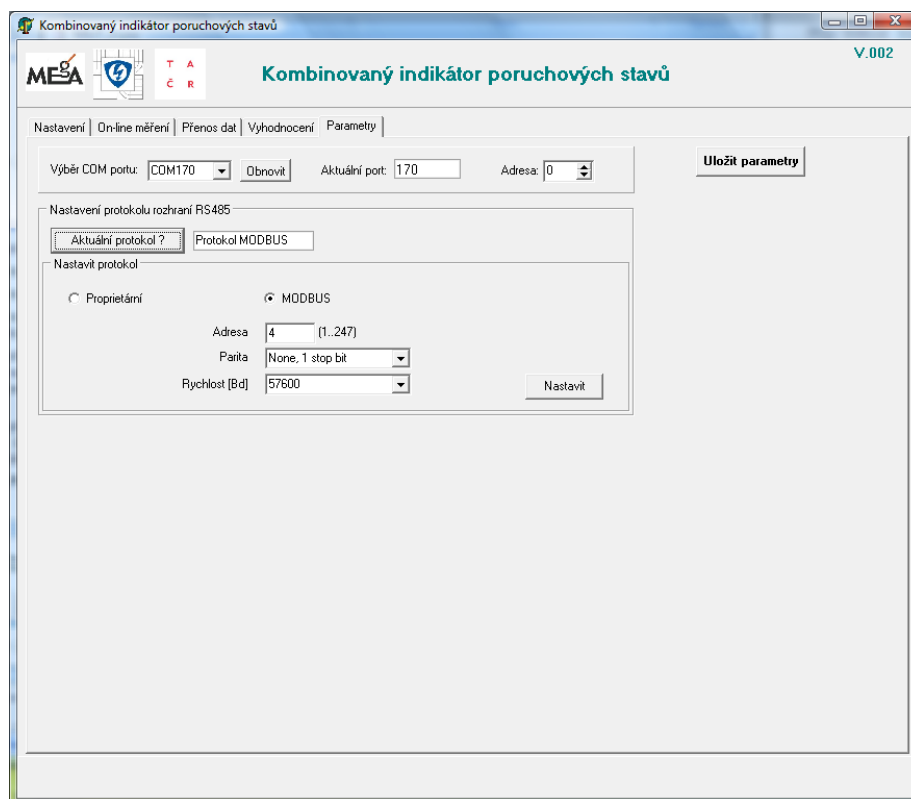 Kombinovaný indikátor poruchových stavů
MEgA
T A
Č R
Kombinovaný indikátor poruchových stavů
V.002
Nastavení On-line měření Přenos dat Vyhodnocení Parametry
Výběr COM portu: COM170 Obnovit Aktuální port: 170 Adresa: 0
Uložit parametry
Nastavení protokolu rozhraní RS485
Aktuální protokol ? Protokol MODBUS
Nastavit protokol
Proprietární MODBUS
Adresa 4 (1..247)
Parita None, 1 stop bit
Rychlost [Bd] 57600
Nastavit